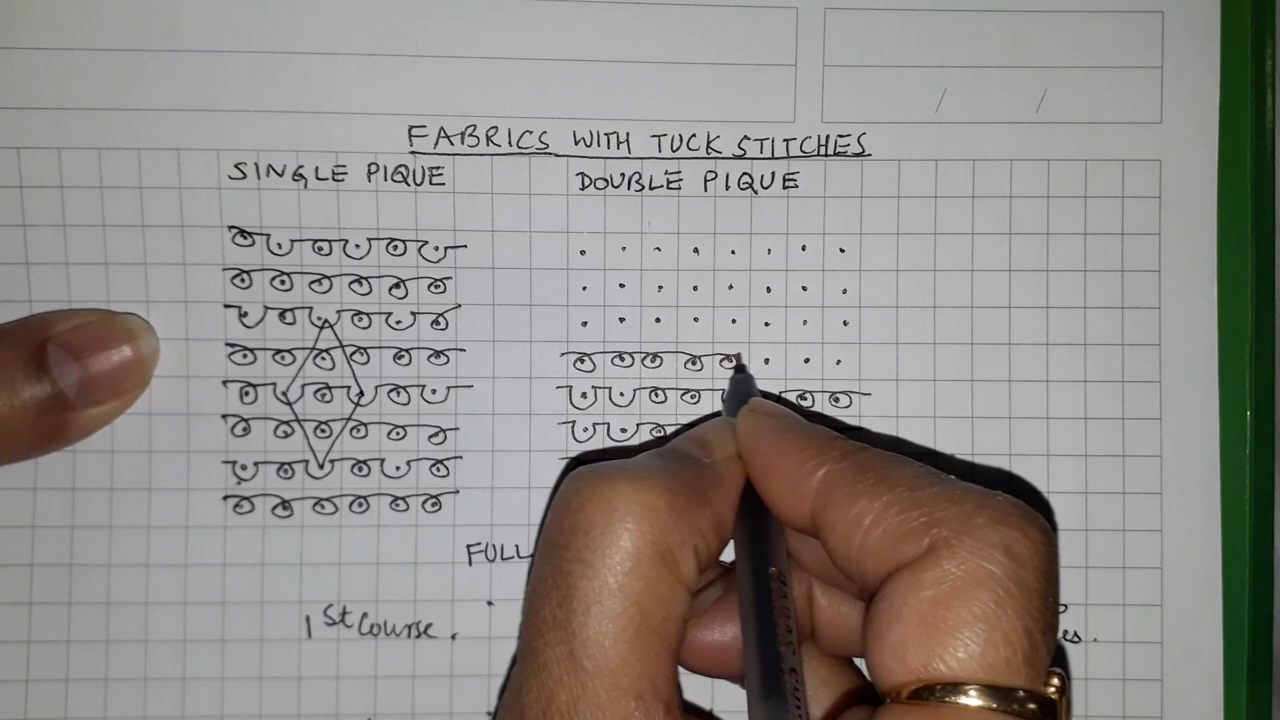 FABRICS WITH TUCK STITCHES
SINGLE PIQUE
DOUBLE PIQUE
FULL
1st Course.